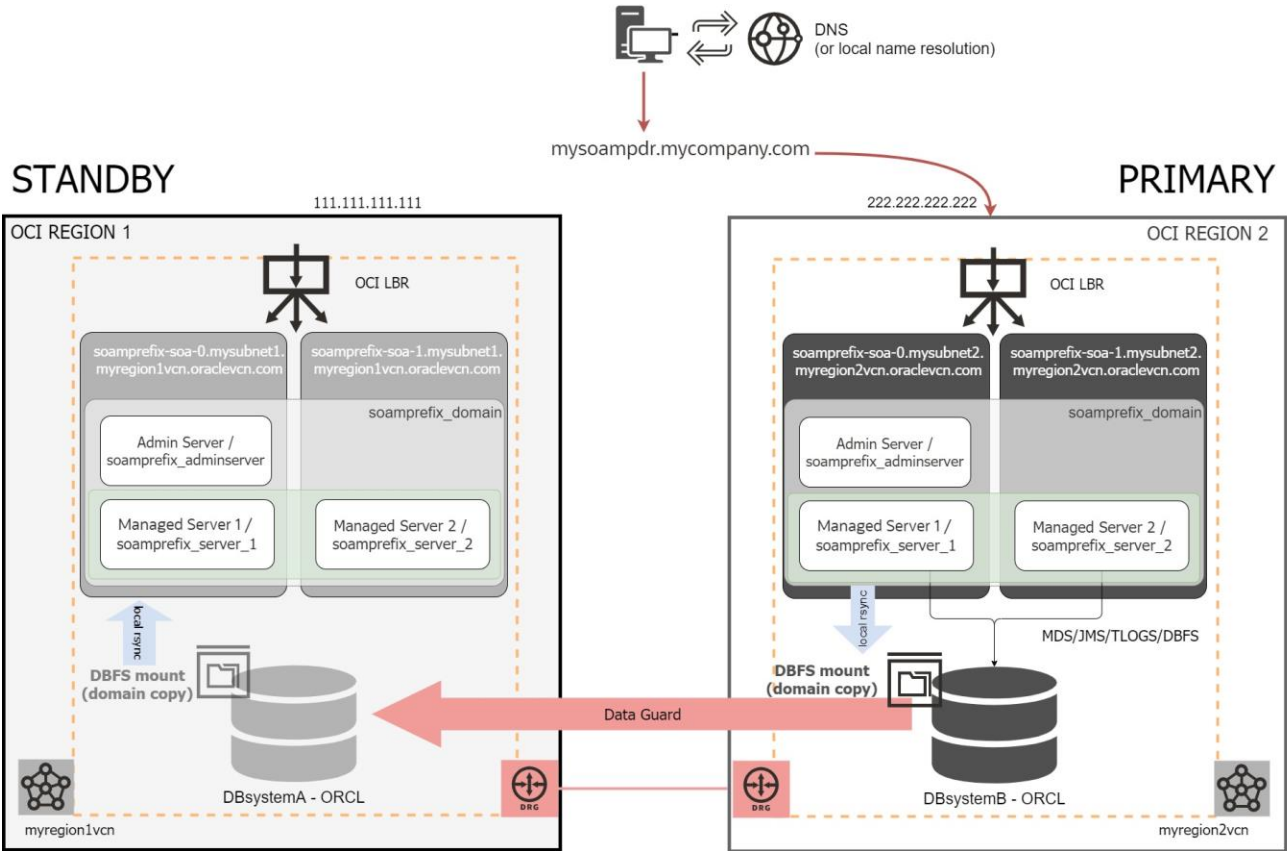 DNS
(or local name resolution)
mysoampdr.mycompany.com
STANDBY
PRIMARY
111.111.111.111
222.222.222.222
OCI REGION 1
OCI LBR
soamprefix-soa-0.mysubnet1.
myregion1vcn.oraclevcn.com
soamprefix-soa-1.mysubnet1.
myregion1vcn.oraclevcn.com
soamprefix_domain
Admin Server /
soamprefix_adminserver
Managed Server 1 /
soamprefix_server_1
Managed Server 2 /
soamprefix_server_2
local rsync
DBFS mount
(domain copy)
DBsystemA - ORCL
myregion1vcn
DRG
Data Guard
OCI REGION 2
OCI LBR
soamprefix-soa-0.mysubnet2.
myregion2vcn.oraclevcn.com
soamprefix-soa-1.mysubnet2.
myregion2vcn.oraclevcn.com
soamprefix_domain
Admin Server /
soamprefix_adminserver
Managed Server 1 /
soamprefix_server_1
Managed Server 2 /
soamprefix_server_2
local rsync
MDS/JMS/TLOGS/DBFS
DBFS mount
(domain copy)
DBsystemB - ORCL
DRG
myregion2vcn